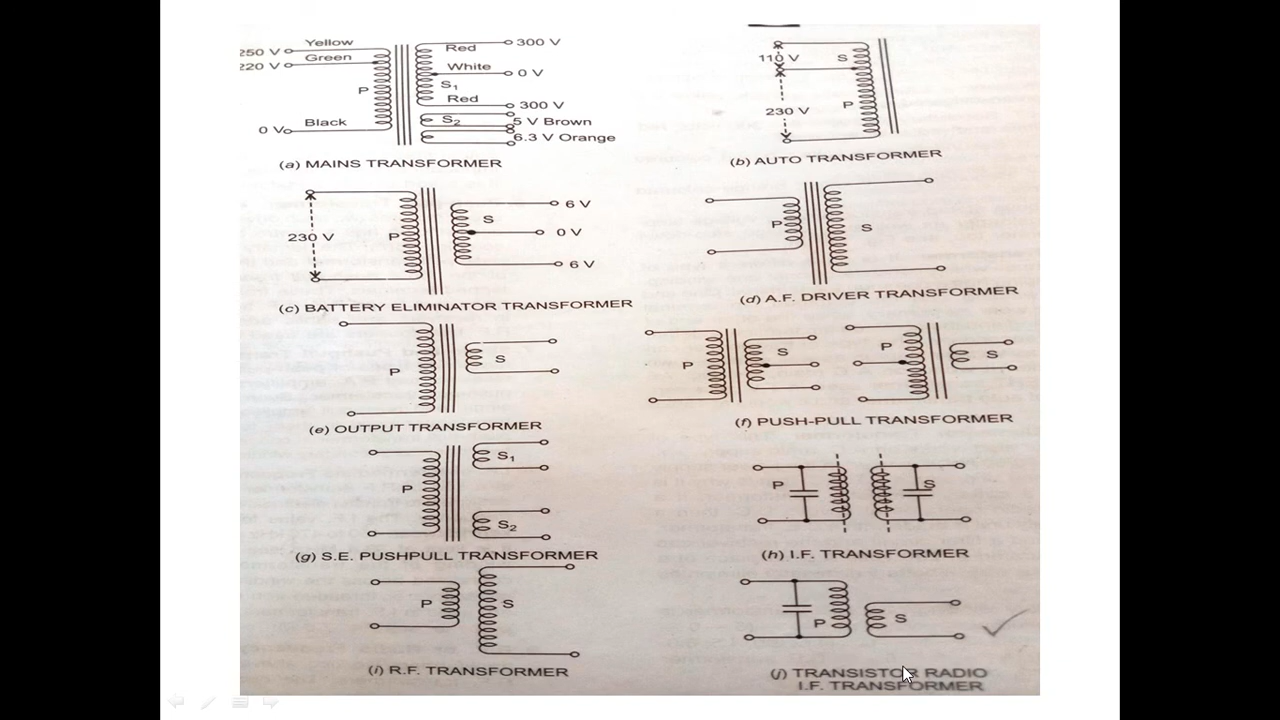 Yellow
250 V
Green
220 V
P
Black
0 V
Red
300 V
White
0 V
S1
Red
300 V
S2
5 V Brown
6.3 V Orange
(a) MAINS TRANSFORMER
110 V
S
P
230 V
(b) AUTO TRANSFORMER
230 V
P
S
6 V
0 V
6 V
(c) BATTERY ELIMINATOR TRANSFORMER
P
S
(d) A.F. DRIVER TRANSFORMER
P
S
(e) OUTPUT TRANSFORMER
P
S
P
S
(f) PUSH-PULL TRANSFORMER
P
S1
S2
(g) S.E. PUSHPULL TRANSFORMER
P
S
(h) I.F. TRANSFORMER
P
S
(i) R.F. TRANSFORMER
P
S
(j) TRANSISTOR RADIO
I.F. TRANSFORMER